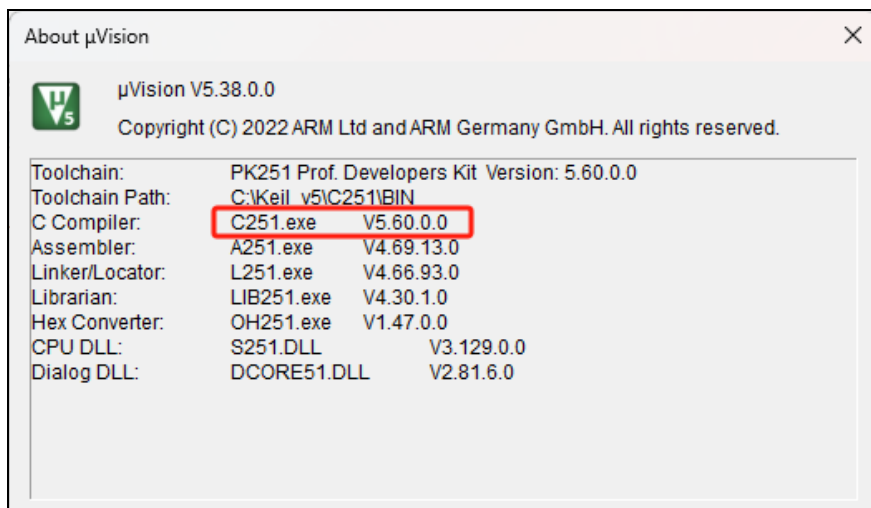 About µVision
µVision V5.38.0.0
Copyright (C) 2022 ARM Ltd and ARM Germany GmbH. All rights reserved.
Toolchain: PK251 Prof. Developers Kit Version: 5.60.0.0
Toolchain Path: C:\Keil_v5\C251\BIN
C Compiler: C251.exe V5.60.0.0
Assembler: A251.exe V4.69.13.0
Linker/Locator: L251.exe V4.66.93.0
Librarian: LIB251.exe V4.30.1.0
Hex Converter: OH251.exe V1.47.0.0
CPU DLL: S251.DLL V3.129.0.0
Dialog DLL: DCORE51.DLL V2.81.6.0